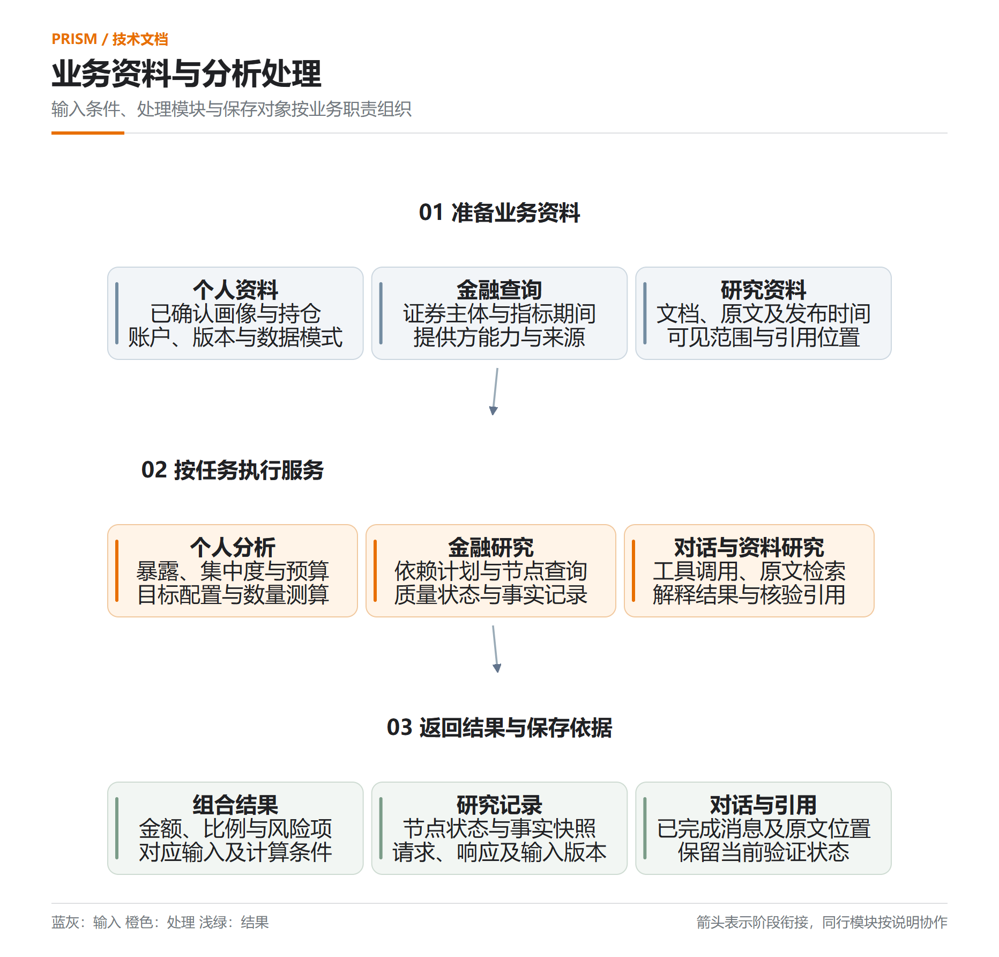 PRISM / 技术文档
业务资料与分析处理
输入条件、处理模块与保存对象按业务职责组织
01 准备业务资料
个人资料
已确认画像与持仓
账户、版本与数据模式
金融查询
证券主体与指标期间
提供方能力与来源
研究资料
文档、原文及发布时间
可见范围与引用位置
02 按任务执行服务
个人分析
暴露、集中度与预算
目标配置与数量测算
金融研究
依赖计划与节点查询
质量状态与事实记录
对话与资料研究
工具调用、原文检索
解释结果与核验引用
03 返回结果与保存依据
组合结果
金额、比例与风险项
对应输入及计算条件
研究记录
节点状态与事实快照
请求、响应及输入版本
对话与引用
已完成消息及原文位置
保留当前验证状态
蓝灰：输入 橙色：处理 浅绿：结果
箭头表示阶段衔接，同行模块按说明协作